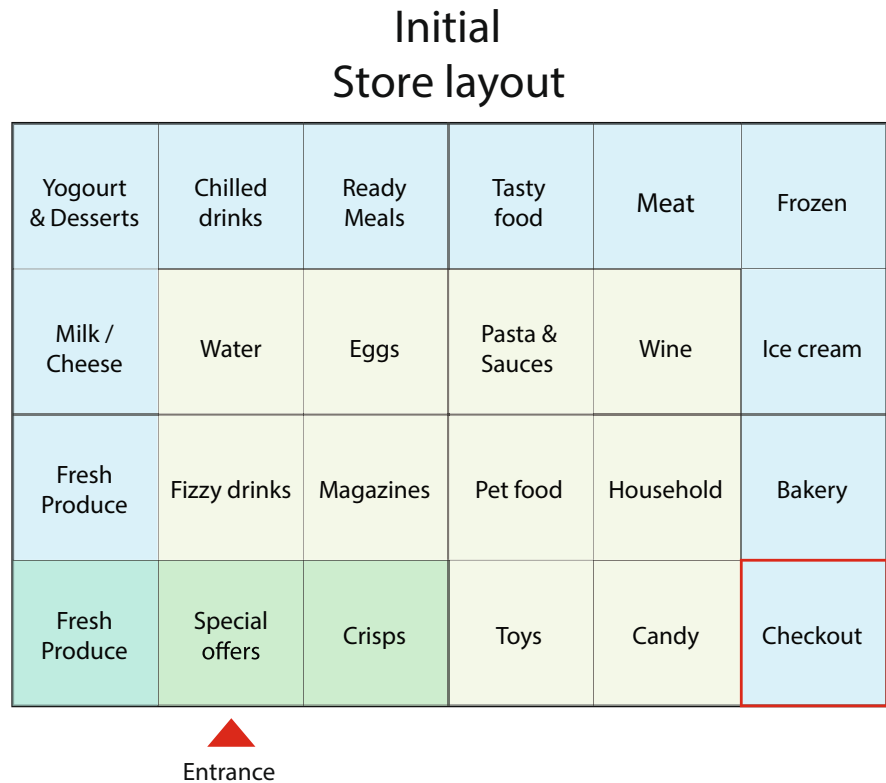 Initial
Store layout
Yogourt
& Desserts
Chilled
drinks
Ready
Meals
Tasty
food
Meat
Frozen
Milk /
Cheese
Water
Eggs
Pasta &
Sauces
Wine
Ice cream
Fresh
Produce
Fizzy drinks
Magazines
Pet food
Household
Bakery
Fresh
Produce
Special
offers
Crisps
Toys
Candy
Checkout
Entrance